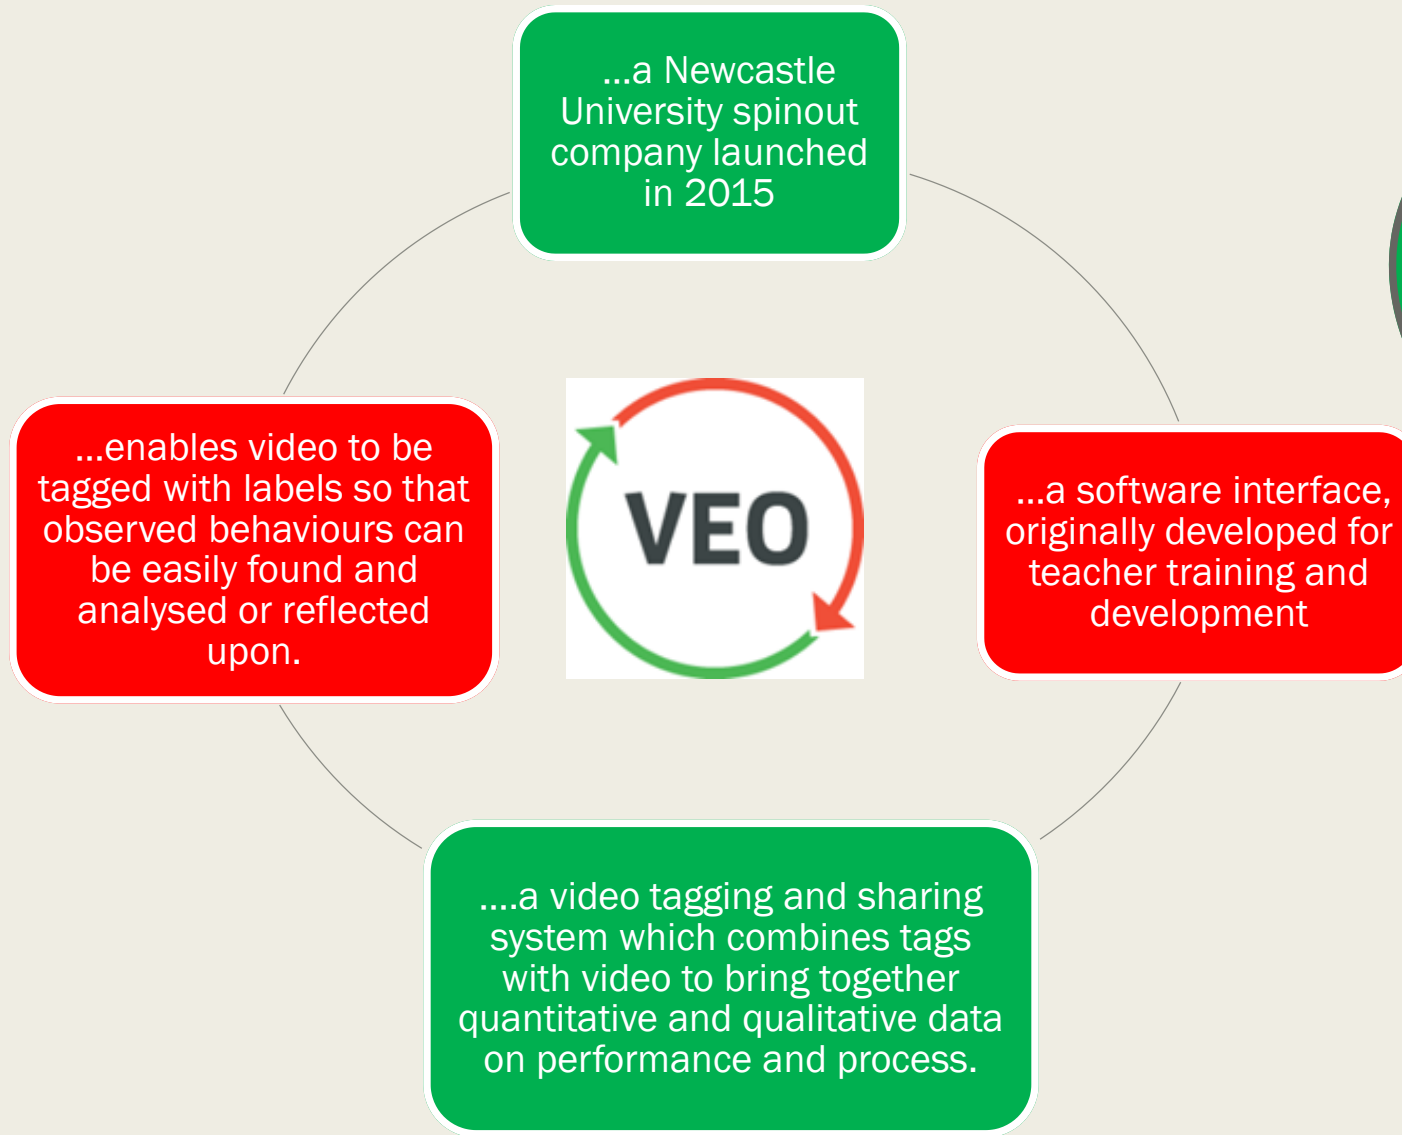 ...a Newcastle
University spinout
company launched
in 2015
...enables video to be
tagged with labels so that
observed behaviours can
be easily found and
analysed or reflected
upon.
VEO
...a software interface,
originally developed for
teacher training and
development
....a video tagging and sharing
system which combines tags
with video to bring together
quantitative and qualitative data
on performance and process.